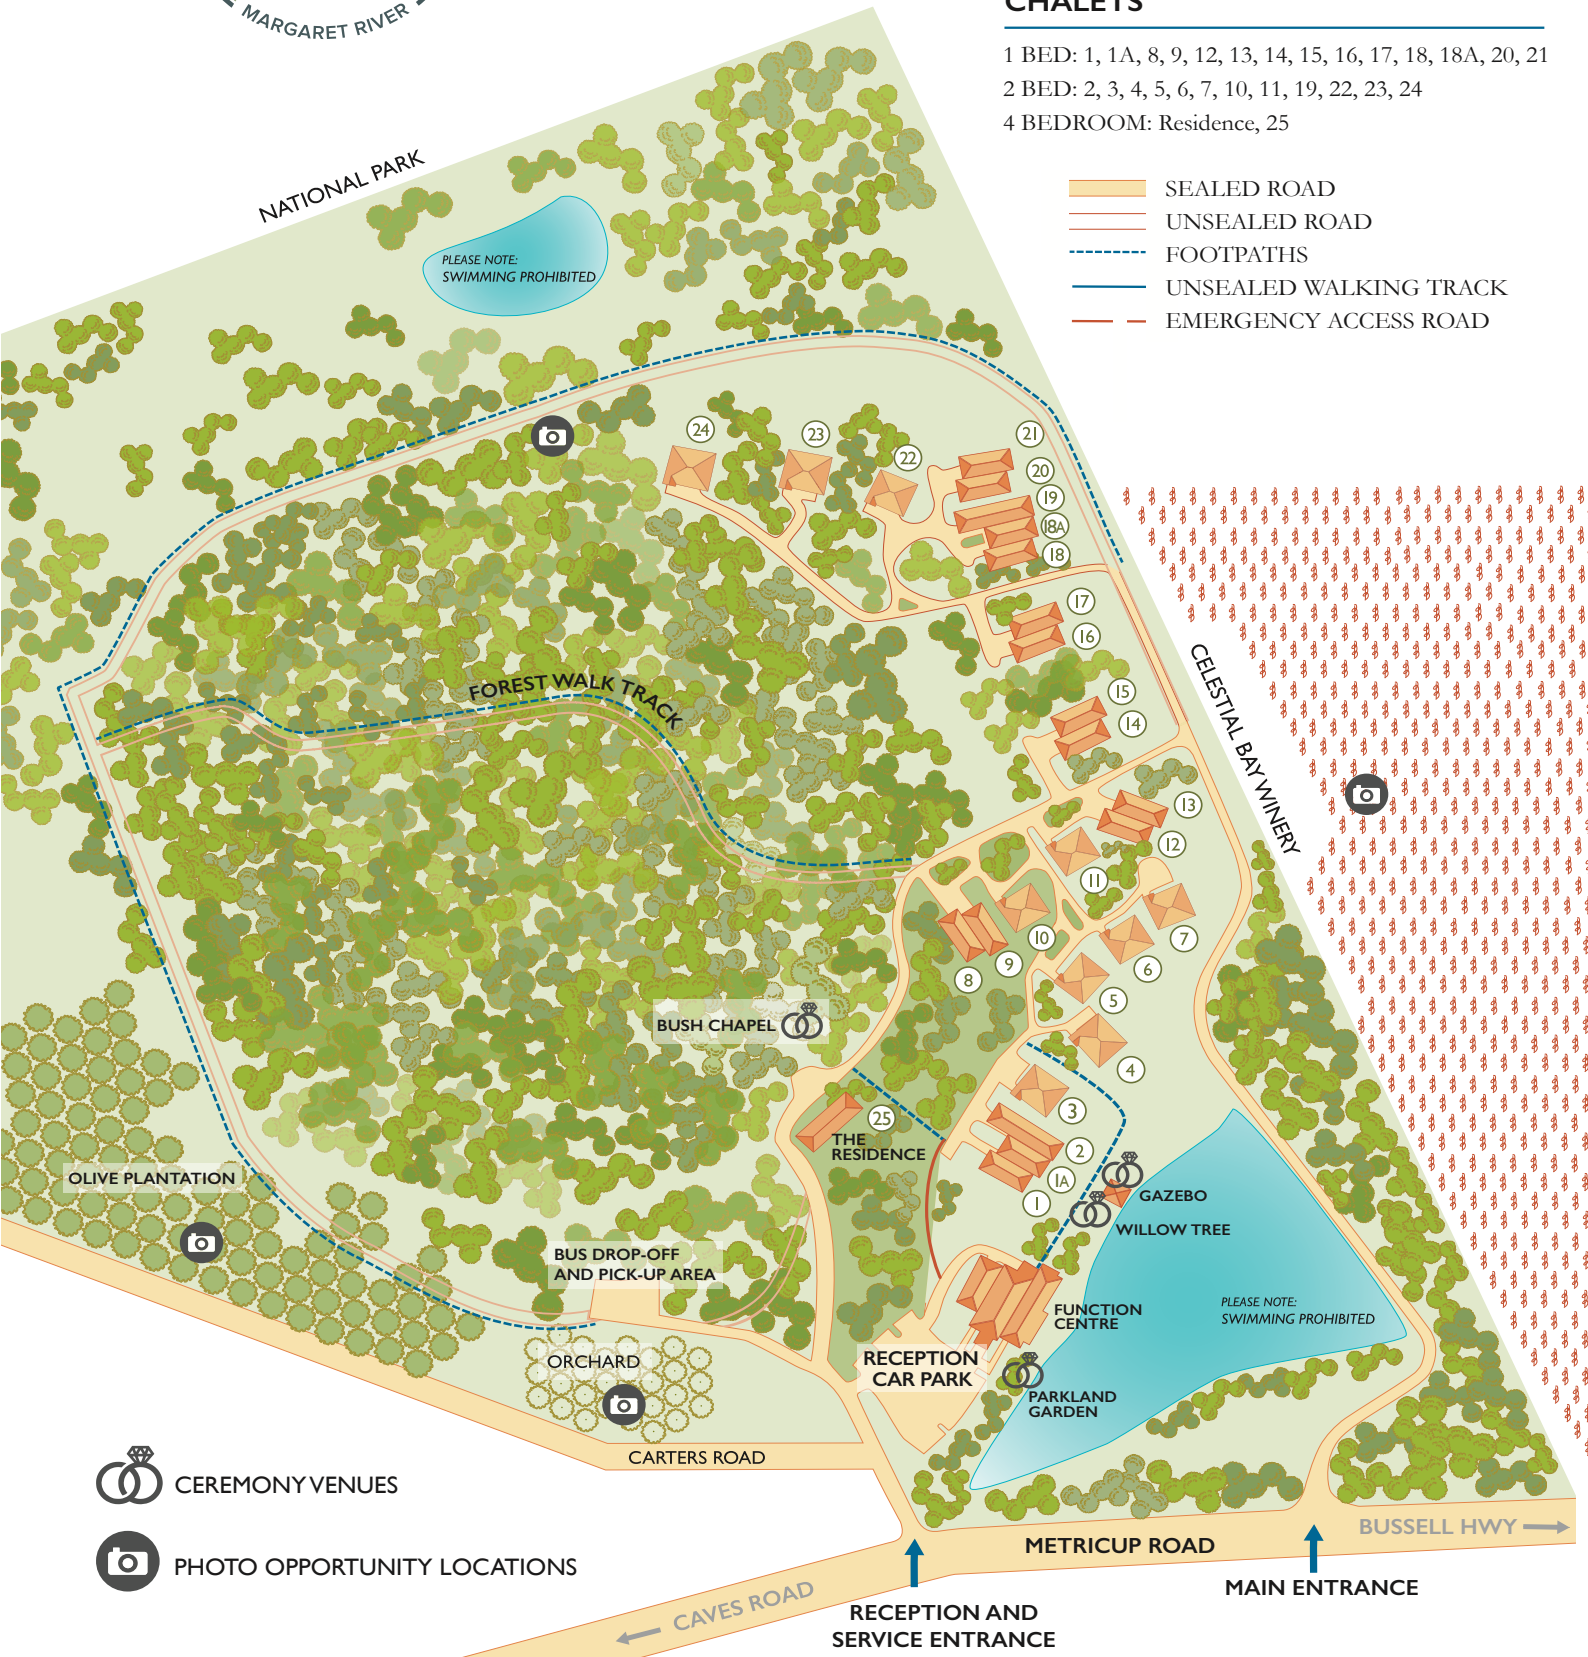 MARGARET RIVER
CHALETS
1 BED: 1, 1A, 8, 9, 12, 13, 14, 15, 16, 17, 18, 18A, 20, 21
2 BED: 2, 3, 4, 5, 6, 7, 10, 11, 19, 22, 23, 24
4 BEDROOM: Residence, 25
SEALED ROAD
UNSEALED ROAD
FOOTPATHS
UNSEALED WALKING TRACK
EMERGENCY ACCESS ROAD
NATIONAL PARK
PLEASE NOTE:
SWIMMING PROHIBITED
24
23
22
21
20
19
18A
18
17
16
15
14
13
12
11
10
9
8
7
6
5
4
3
2
1A
1
25
FOREST WALK TRACK
CELESTIAL BAY WINERY
BUSH CHAPEL
THE
RESIDENCE
OLIVE PLANTATION
GAZEBO
WILLOW TREE
BUS DROP-OFF
AND PICK-UP AREA
FUNCTION
CENTRE
PLEASE NOTE:
SWIMMING PROHIBITED
ORCHARD
RECEPTION
CAR PARK
PARKLAND
GARDEN
CARTERS ROAD
CEREMONY VENUES
PHOTO OPPORTUNITY LOCATIONS
METRICUP ROAD
BUSSELL HWY
MAIN ENTRANCE
CAVES ROAD
RECEPTION AND
SERVICE ENTRANCE